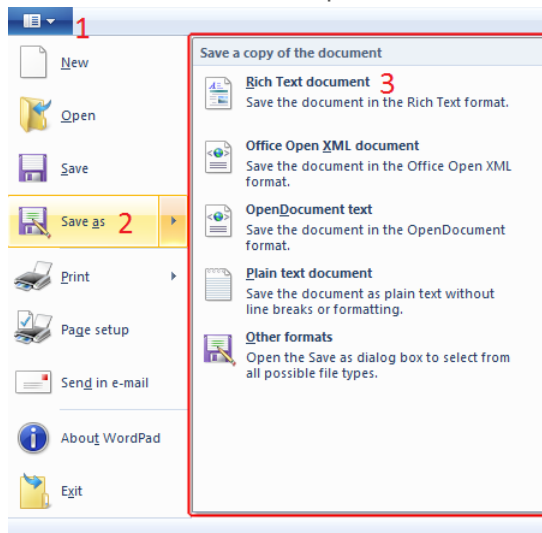 1
New
Open
Save
Save as 2
Print
Page setup
Send in e-mail
About WordPad
Exit
Save a copy of the document
Rich Text document 3
Save the document in the Rich Text format.
Office Open XML document
Save the document in the Office Open XML
format.
OpenDocument text
Save the document in the OpenDocument
format.
Plain text document
Save the document as plain text without
line breaks or formatting.
Other formats
Open the Save as dialog box to select from
all possible file types.